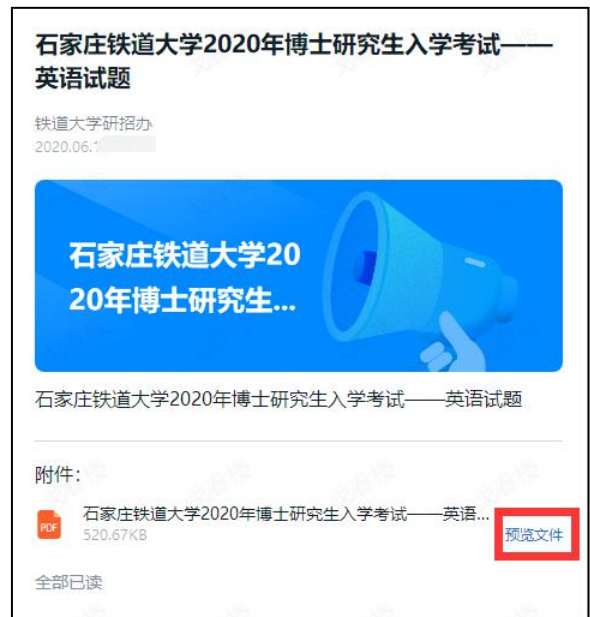 石家庄铁道大学2020年博士研究生入学考试——
英语试题
铁道大学研招办
2020.06.
石家庄铁道大学20
20年博士研究生...
石家庄铁道大学2020年博士研究生入学考试——英语试题
附件：
PDF
石家庄铁道大学2020年博士研究生入学考试——英语...
520.67KB
预览文件
全部已读